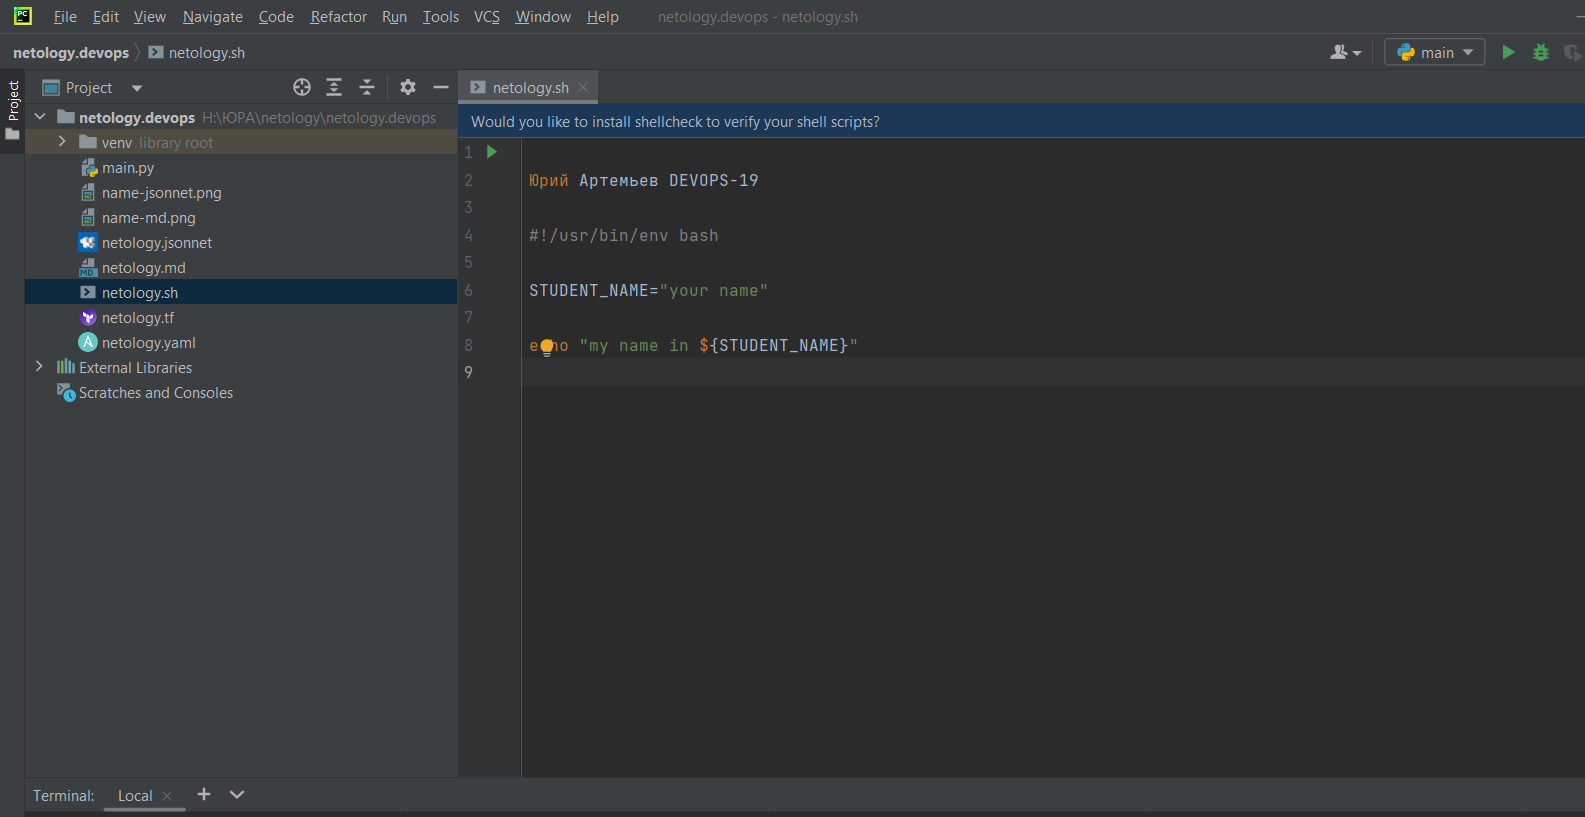 PC
File Edit View Navigate Code Refactor Run Tools VCS Window Help netology.devops - netology.sh
netology.devops netology.sh
main
Project
Project
netology.sh
netology.devops H:\ЮРА\netology\netology.devops
venv library root
main.py
name-jsonnet.png
name-md.png
netology.jsonnet
MD netology.md
netology.sh
netology.tf
A netology.yaml
External Libraries
Scratches and Consoles
Would you like to install shellcheck to verify your shell scripts?
1
2 Юрий Артемьев DEVOPS-19
3
4 #!/usr/bin/env bash
5
6 STUDENT_NAME="your name"
7
8 echo "my name in ${STUDENT_NAME}"
9
Terminal: Local